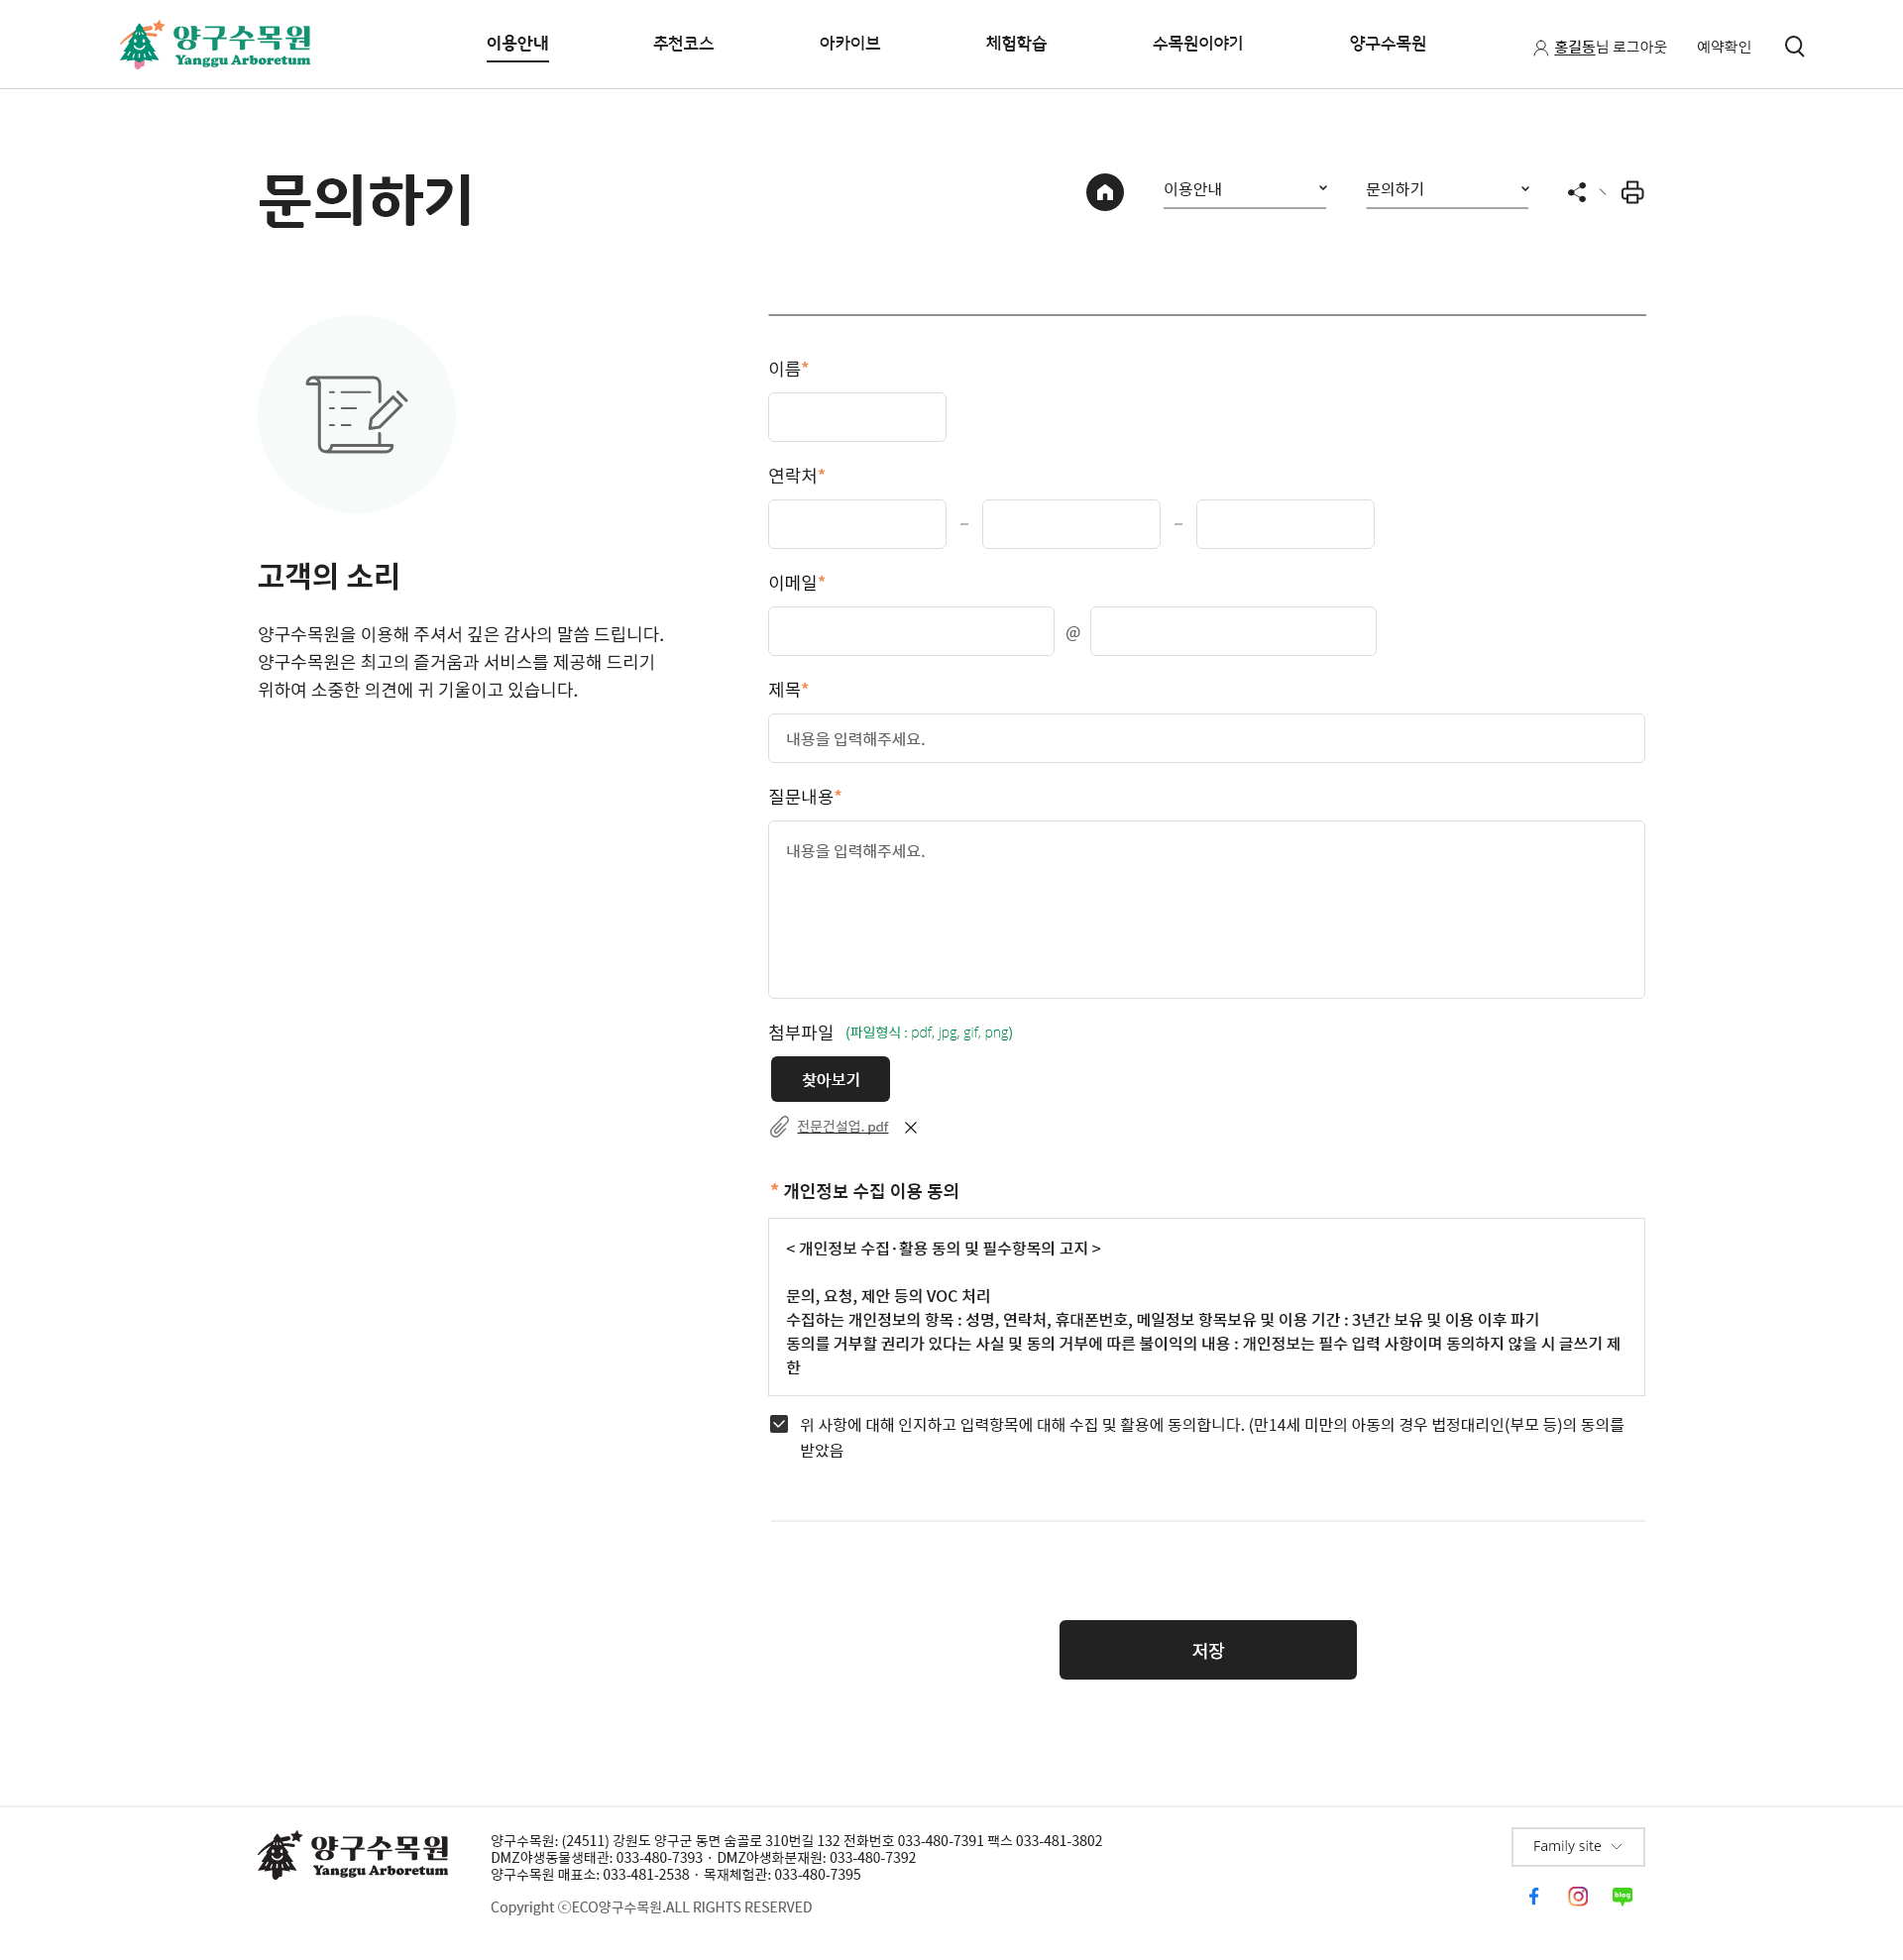 양구수목원
Yanggu Arboretum
이용안내
추천코스
아카이브
체험학습
수목원이야기
양구수목원
홍길동님 로그아웃
예약확인
문의하기
이용안내
문의하기
이름*
연락처*
–
–
이메일*
@
제목*
내용을 입력해주세요.
질문내용*
내용을 입력해주세요.
고객의 소리
양구수목원을 이용해 주셔서 깊은 감사의 말씀 드립니다.
양구수목원은 최고의 즐거움과 서비스를 제공해 드리기
위하여 소중한 의견에 귀 기울이고 있습니다.
첨부파일 (파일형식 : pdf, jpg, gif, png)
찾아보기
전문건설업. pdf
* 개인정보 수집 이용 동의
< 개인정보 수집·활용 동의 및 필수항목의 고지 >
문의, 요청, 제안 등의 VOC 처리
수집하는 개인정보의 항목 : 성명, 연락처, 휴대폰번호, 메일정보 항목보유 및 이용 기간 : 3년간 보유 및 이용 이후 파기
동의를 거부할 권리가 있다는 사실 및 동의 거부에 따른 불이익의 내용 : 개인정보는 필수 입력 사항이며 동의하지 않을 시 글쓰기 제
한
위 사항에 대해 인지하고 입력항목에 대해 수집 및 활용에 동의합니다. (만14세 미만의 아동의 경우 법정대리인(부모 등)의 동의를
받았음
저장
양구수목원
Yanggu Arboretum
양구수목원: (24511) 강원도 양구군 동면 숨골로 310번길 132 전화번호 033-480-7391 팩스 033-481-3802
DMZ야생동물생태관: 033-480-7393 · DMZ야생화분재원: 033-480-7392
양구수목원 매표소: 033-481-2538 · 목재체험관: 033-480-7395
Copyright ⓒECO양구수목원.ALL RIGHTS RESERVED
Family site
blog